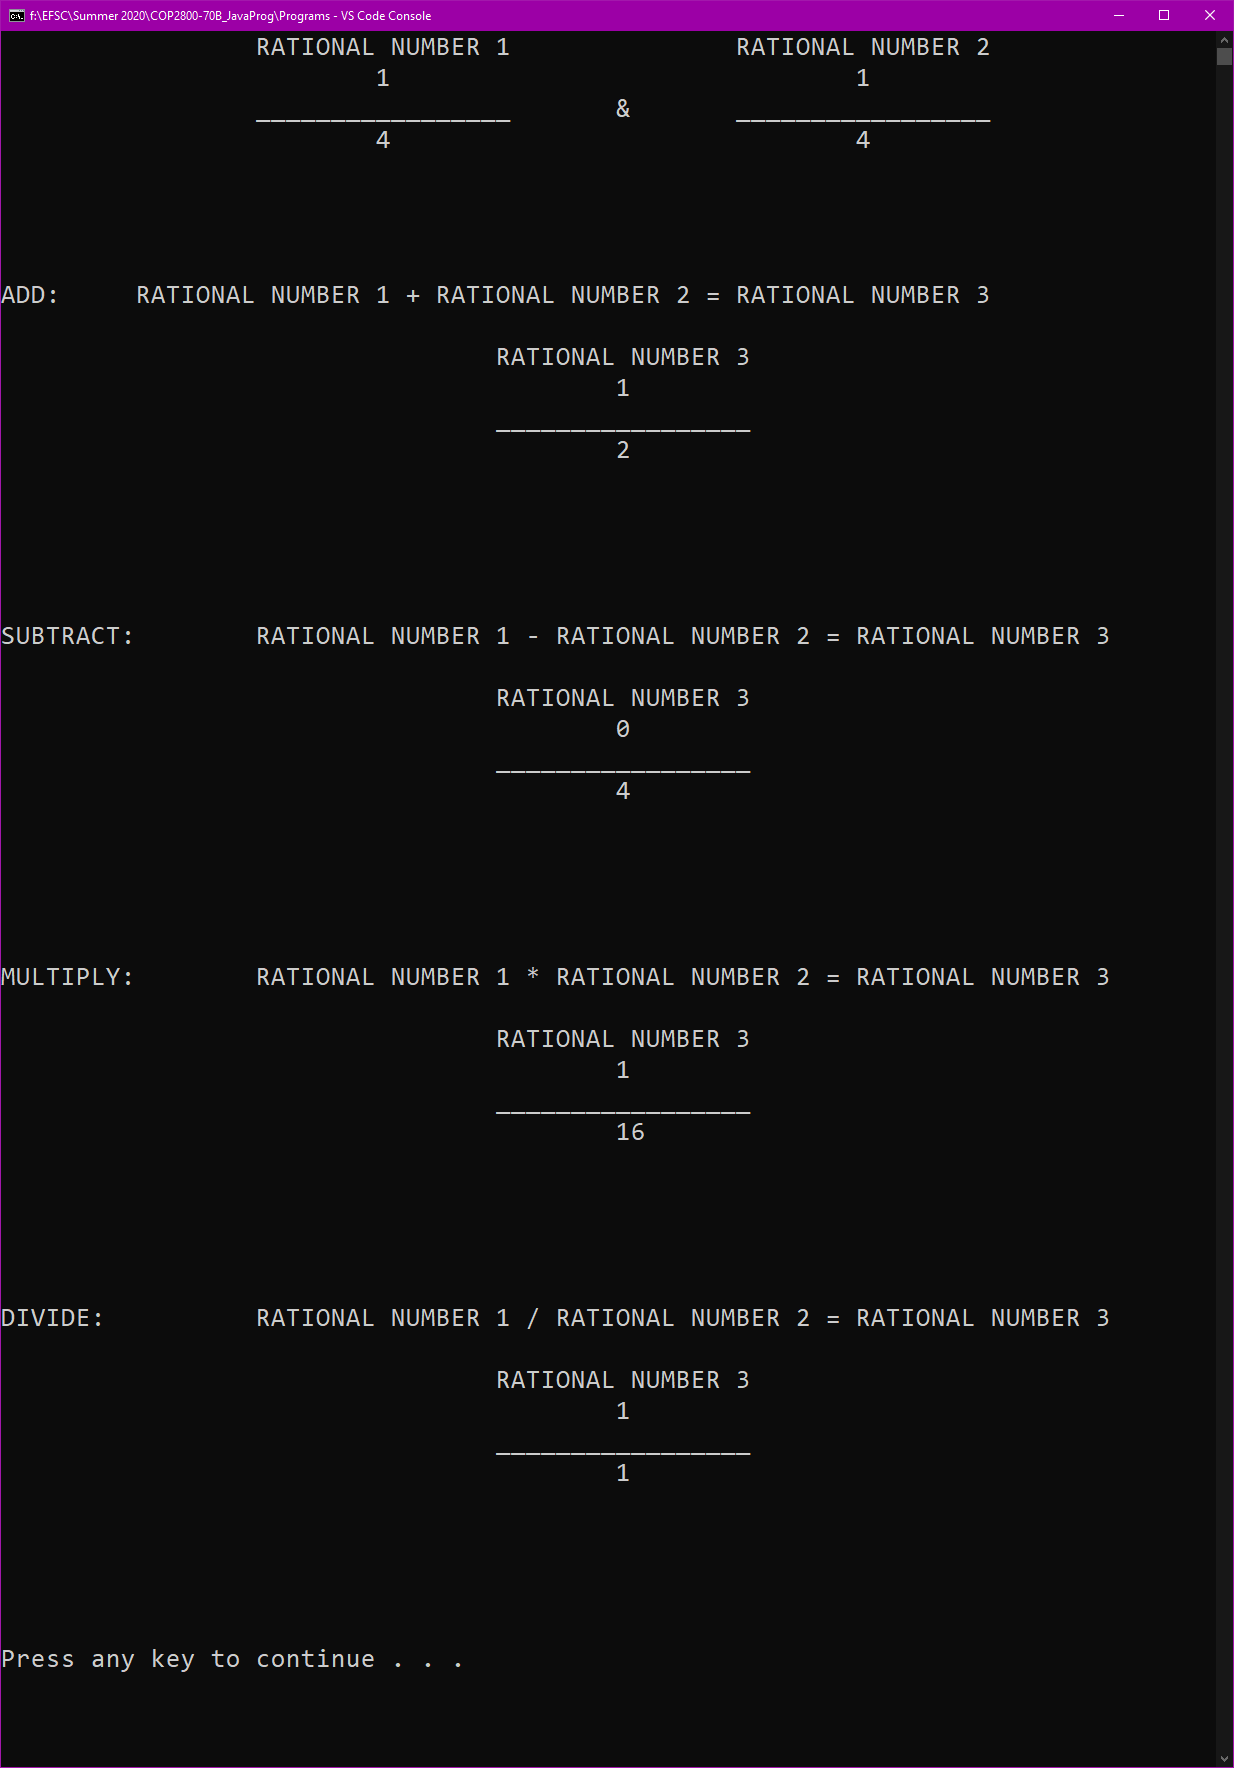 f:\EFSC\Summer 2020\COP2800-70B_JavaProg\Programs - VS Code Console
RATIONAL NUMBER 1 RATIONAL NUMBER 2
1 1
_________________ & _________________
4 4
ADD: RATIONAL NUMBER 1 + RATIONAL NUMBER 2 = RATIONAL NUMBER 3
RATIONAL NUMBER 3
1
_________________
2
SUBTRACT: RATIONAL NUMBER 1 - RATIONAL NUMBER 2 = RATIONAL NUMBER 3
RATIONAL NUMBER 3
0
_________________
4
MULTIPLY: RATIONAL NUMBER 1 * RATIONAL NUMBER 2 = RATIONAL NUMBER 3
RATIONAL NUMBER 3
1
_________________
16
DIVIDE: RATIONAL NUMBER 1 / RATIONAL NUMBER 2 = RATIONAL NUMBER 3
RATIONAL NUMBER 3
1
_________________
1
Press any key to continue . . .